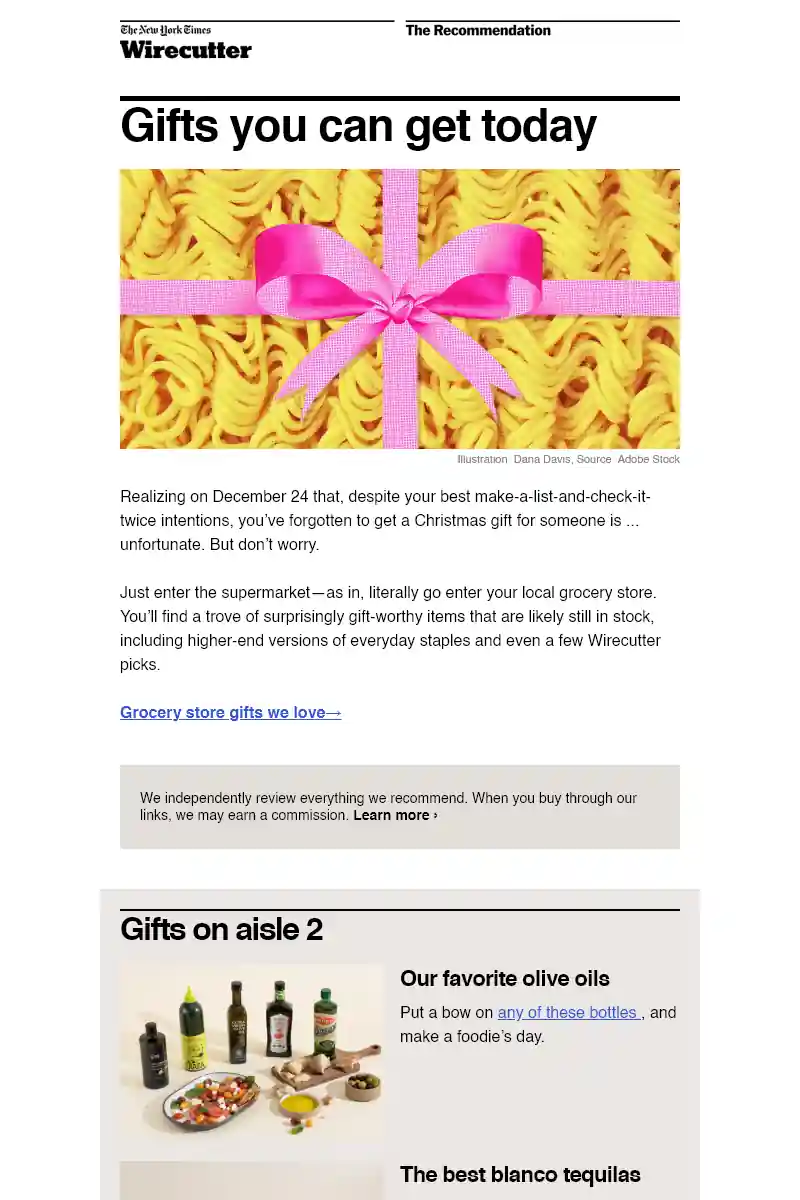 The New York Times
Wirecutter
The Recommendation
Gifts you can get today
Illustration Dana Davis, Source Adobe Stock
Realizing on December 24 that, despite your best make-a-list-and-check-it-
twice intentions, you’ve forgotten to get a Christmas gift for someone is ...
unfortunate. But don’t worry.
Just enter the supermarket—as in, literally go enter your local grocery store.
You’ll find a trove of surprisingly gift-worthy items that are likely still in stock,
including higher-end versions of everyday staples and even a few Wirecutter
picks.
Grocery store gifts we love→
We independently review everything we recommend. When you buy through our
links, we may earn a commission. Learn more ›
Gifts on aisle 2
Our favorite olive oils
Put a bow on any of these bottles , and
make a foodie’s day.
The best blanco tequilas